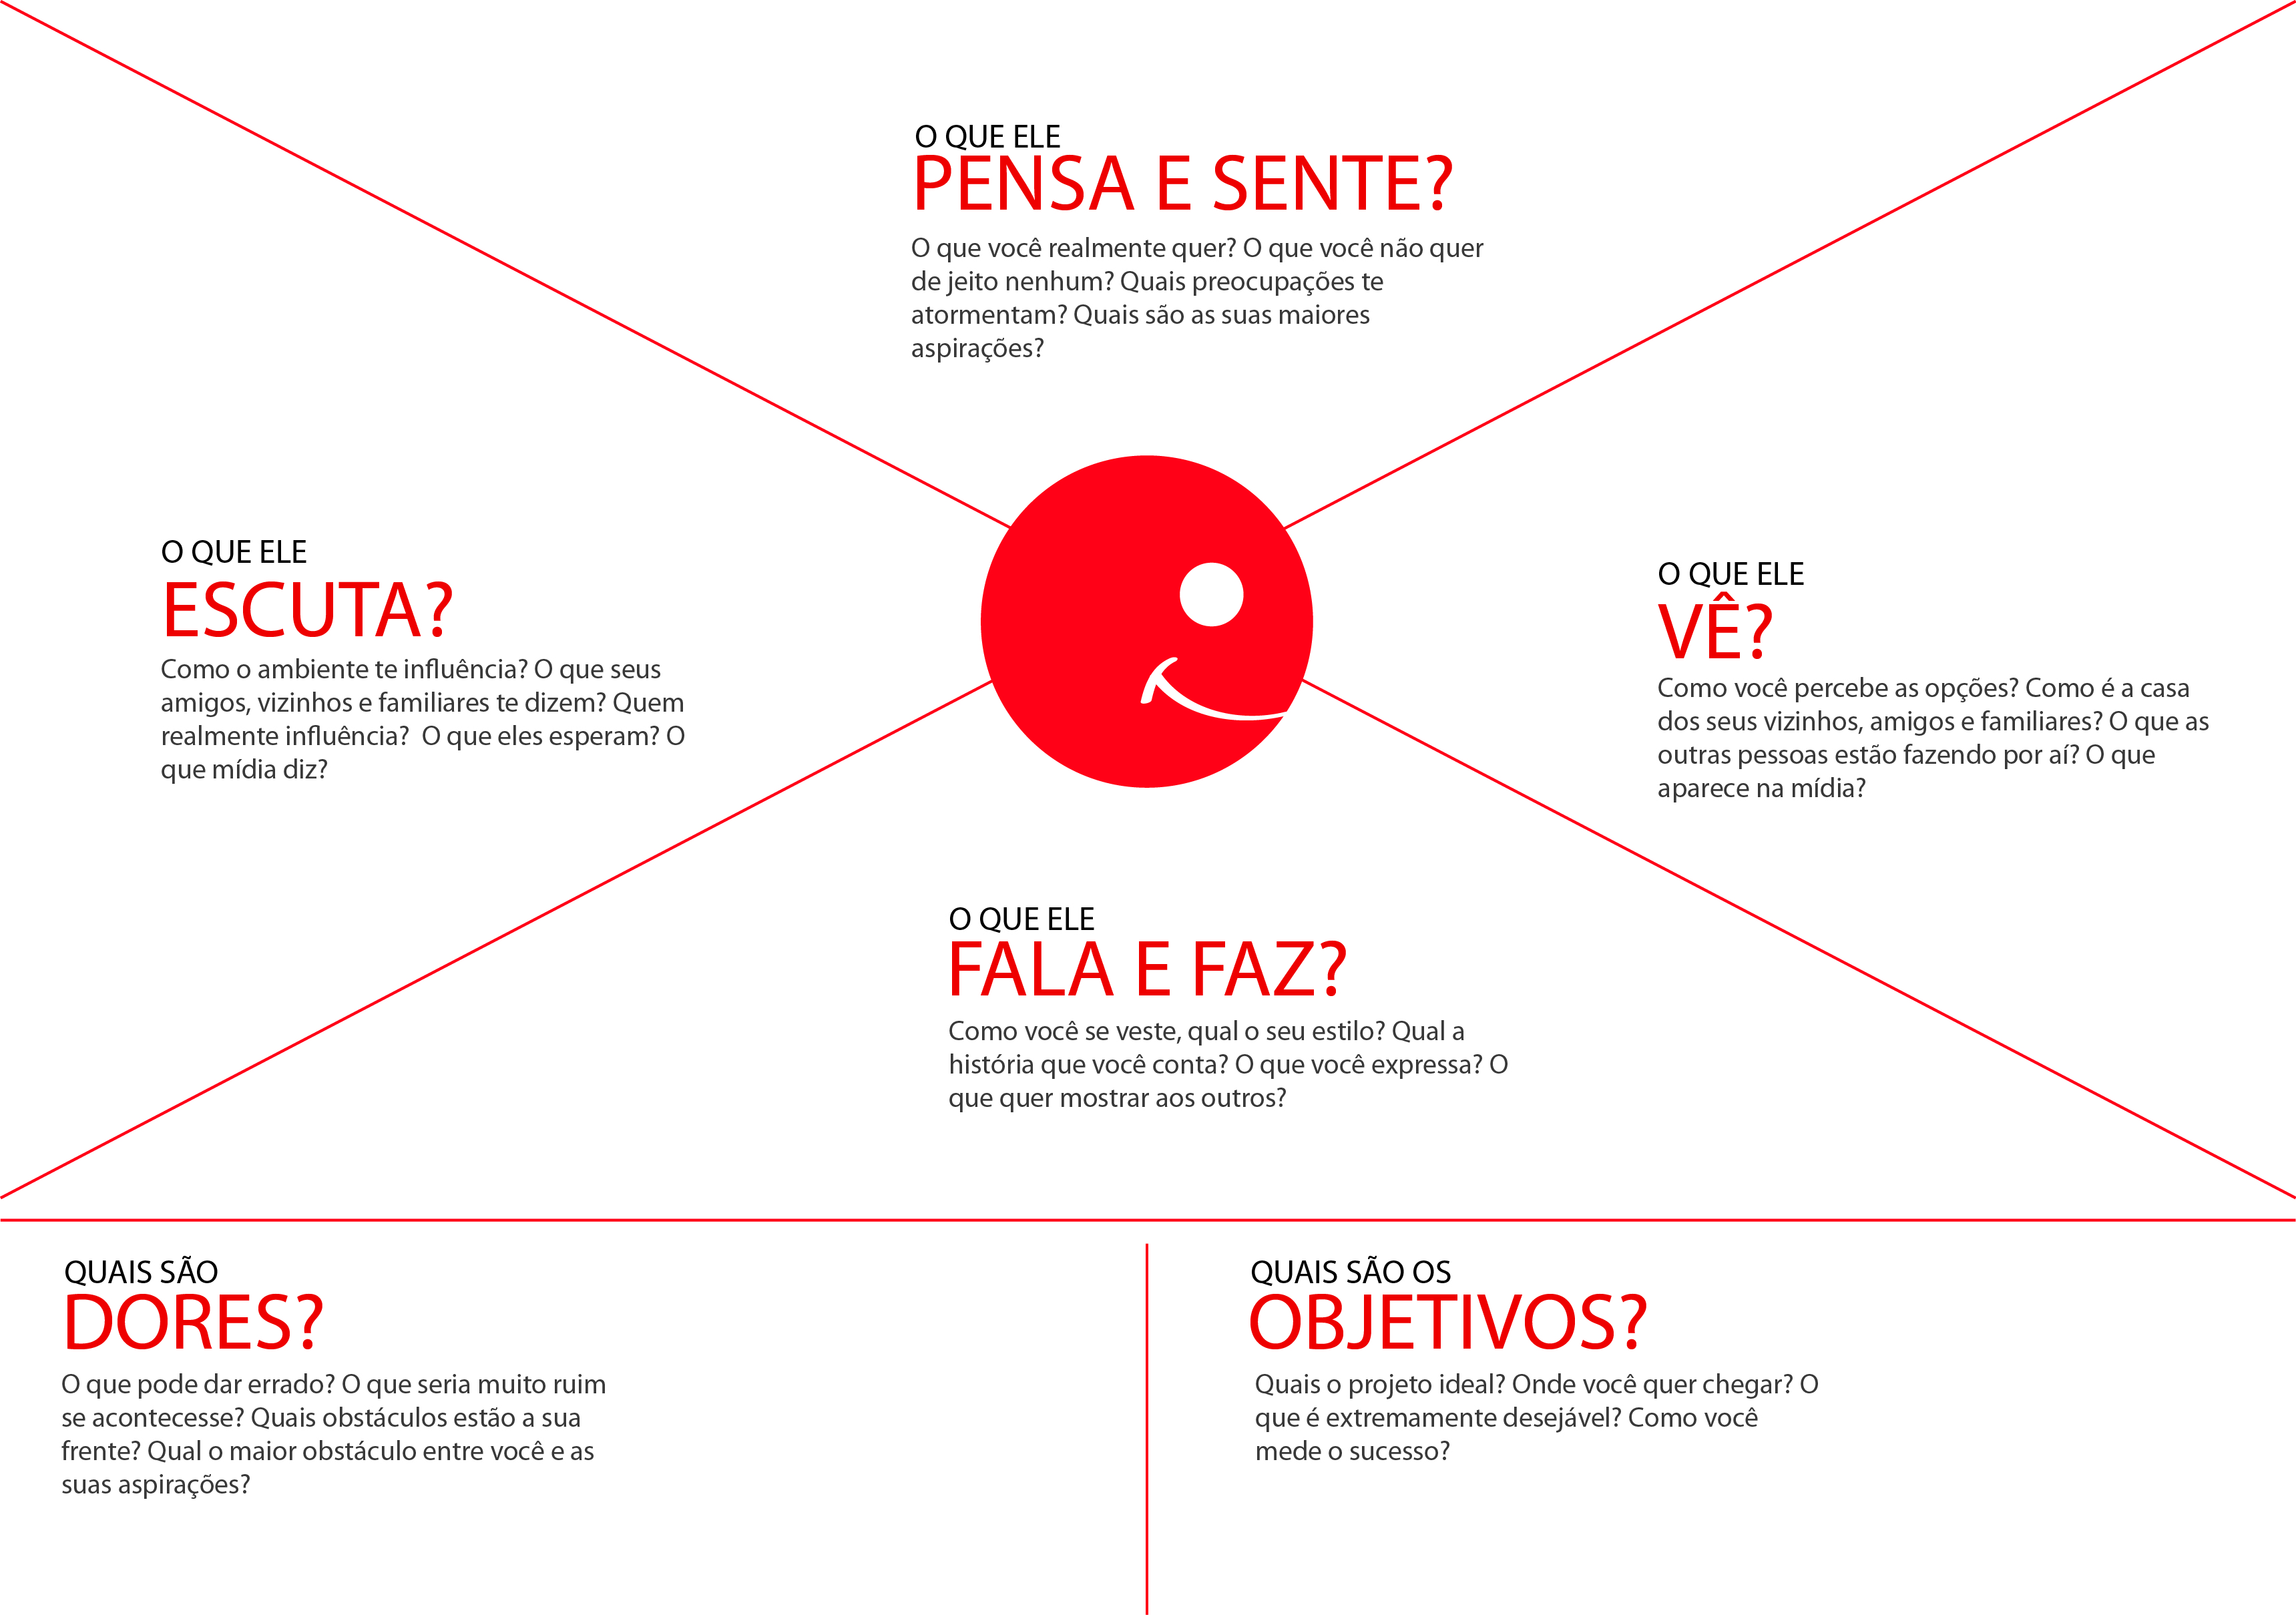 O QUE ELE
PENSA E SENTE?
O que você realmente quer? O que você não quer
de jeito nenhum? Quais preocupações te
atormentam? Quais são as suas maiores
aspirações?
O QUE ELE
ESCUTA?
Como o ambiente te influência? O que seus
amigos, vizinhos e familiares te dizem? Quem
realmente influência?  O que eles esperam? O
que mídia diz?
O QUE ELE
VÊ?
Como você percebe as opções? Como é a casa
dos seus vizinhos, amigos e familiares? O que as
outras pessoas estão fazendo por aí? O que
aparece na mídia?
O QUE ELE
FALA E FAZ?
Como você se veste, qual o seu estilo? Qual a
história que você conta? O que você expressa? O
que quer mostrar aos outros?
QUAIS SÃO
DORES?
O que pode dar errado? O que seria muito ruim
se acontecesse? Quais obstáculos estão a sua
frente? Qual o maior obstáculo entre você e as
suas aspirações?
QUAIS SÃO OS
OBJETIVOS?
Quais o projeto ideal? Onde você quer chegar? O
que é extremamente desejável? Como você
mede o sucesso?